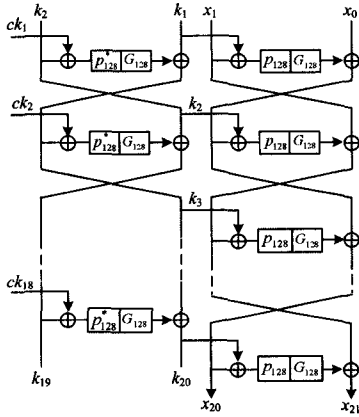 k₂ k₁ x₁ x₀
ck₁
p*₁₂₈ G₁₂₈ p₁₂₈ G₁₂₈
ck₂ k₂
p*₁₂₈ G₁₂₈ p₁₂₈ G₁₂₈
k₃
p₁₂₈ G₁₂₈
ck₁₈
p*₁₂₈ G₁₂₈
k₁₉ k₂₀ p₁₂₈ G₁₂₈
x₂₀ x₂₁